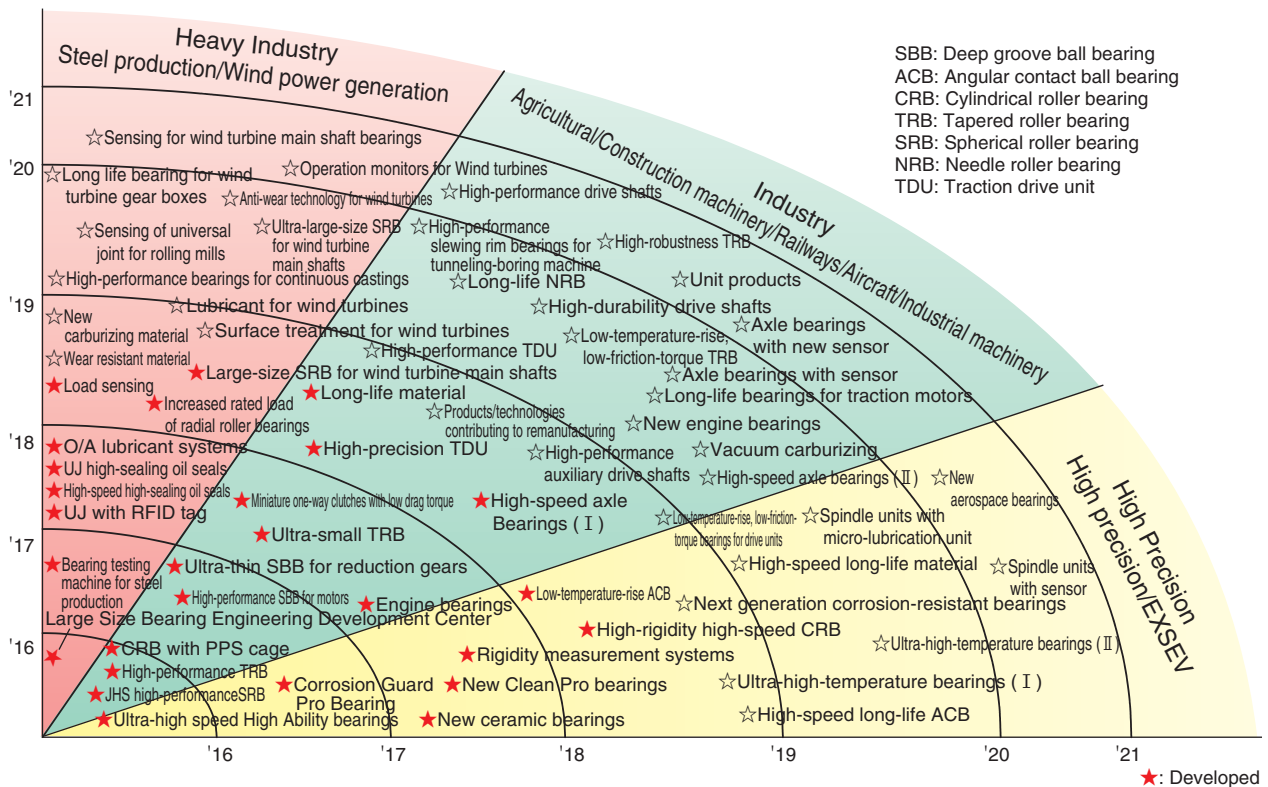 Heavy Industry
Steel production/Wind power generation
Agricultural/Construction machinery/Railways/Aircraft/Industrial machinery
Industry
High Precision
High precision/EXSEV
SBB: Deep groove ball bearing
ACB: Angular contact ball bearing
CRB: Cylindrical roller bearing
TRB: Tapered roller bearing
SRB: Spherical roller bearing
NRB: Needle roller bearing
TDU: Traction drive unit
'21
'20
'19
'18
'17
'16
☆Sensing for wind turbine main shaft bearings
☆Long life bearing for wind
turbine gear boxes
☆Operation monitors for Wind turbines
☆Anti-wear technology for wind turbines
☆High-performance drive shafts
☆Sensing of universal
joint for rolling mills
☆Ultra-large-size SRB
for wind turbine
main shafts
☆High-performance
slewing rim bearings for
tunneling-boring machine
☆High-robustness TRB
☆High-performance bearings for continuous castings
☆Long-life NRB
☆Unit products
☆Lubricant for wind turbines
☆High-durability drive shafts
☆New
carburizing material
☆Surface treatment for wind turbines
☆Low-temperature-rise,
low-friction-torque TRB
☆Axle bearings
with new sensor
☆Wear resistant material
☆High-performance TDU
★Load sensing
★Large-size SRB for wind turbine main shafts
☆Axle bearings with sensor
★Increased rated load
of radial roller bearings
★Long-life material
☆Long-life bearings for traction motors
☆Products/technologies
contributing to remanufacturing
☆New engine bearings
★O/A lubricant systems
★High-precision TDU
☆High-performance
auxiliary drive shafts
☆Vacuum carburizing
★UJ high-sealing oil seals
★High-speed high-sealing oil seals
★UJ with RFID tag
☆High-speed axle bearings (Ⅱ)
☆New
aerospace bearings
★Miniature one-way clutches with low drag torque
★High-speed axle
Bearings (Ⅰ)
☆Low-temperature-rise, low-friction-
torque bearings for drive units
☆Spindle units with
micro-lubrication unit
★Ultra-small TRB
★Bearing testing
machine for steel
production
★Ultra-thin SBB for reduction gears
☆High-speed long-life material
☆Spindle units
with sensor
★High-performance SBB for motors
★Engine bearings
★Low-temperature-rise ACB
☆Next generation corrosion-resistant bearings
Large Size Bearing Engineering Development Center
★
★High-rigidity high-speed CRB
★CRB with PPS cage
★Rigidity measurement systems
☆Ultra-high-temperature bearings (Ⅱ)
★High-performance TRB
★JHS high-performanceSRB
★Corrosion Guard
Pro Bearing
★New Clean Pro bearings
☆Ultra-high-temperature bearings (Ⅰ)
★Ultra-high speed High Ability bearings
★New ceramic bearings
☆High-speed long-life ACB
'16
'17
'18
'19
'20
'21
★: Developed